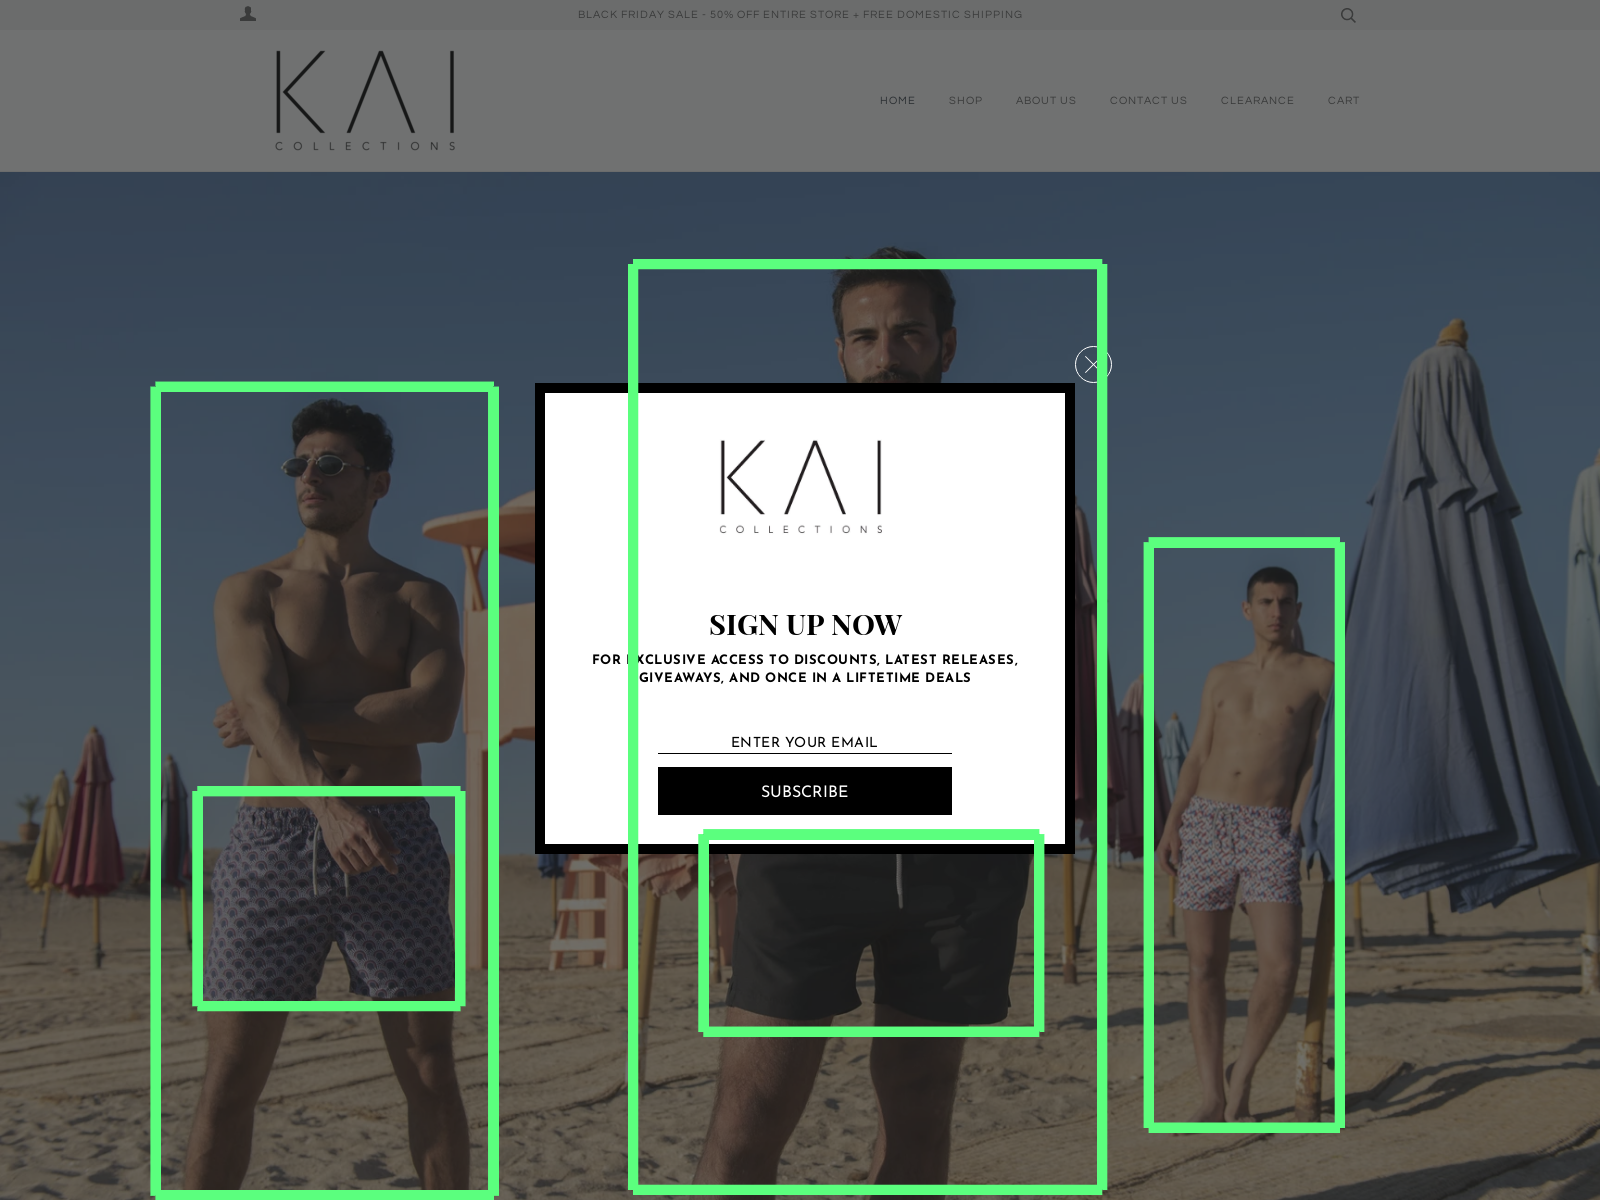 BLACK FRIDAY SALE - 50% OFF ENTIRE STORE + FREE DOMESTIC SHIPPING
KAI
COLLECTIONS
HOME SHOP ABOUT US CONTACT US CLEARANCE CART
KAI
COLLECTIONS
SIGN UP NOW
FOR EXCLUSIVE ACCESS TO DISCOUNTS, LATEST RELEASES,
GIVEAWAYS, AND ONCE IN A LIFTETIME DEALS
ENTER YOUR EMAIL
SUBSCRIBE